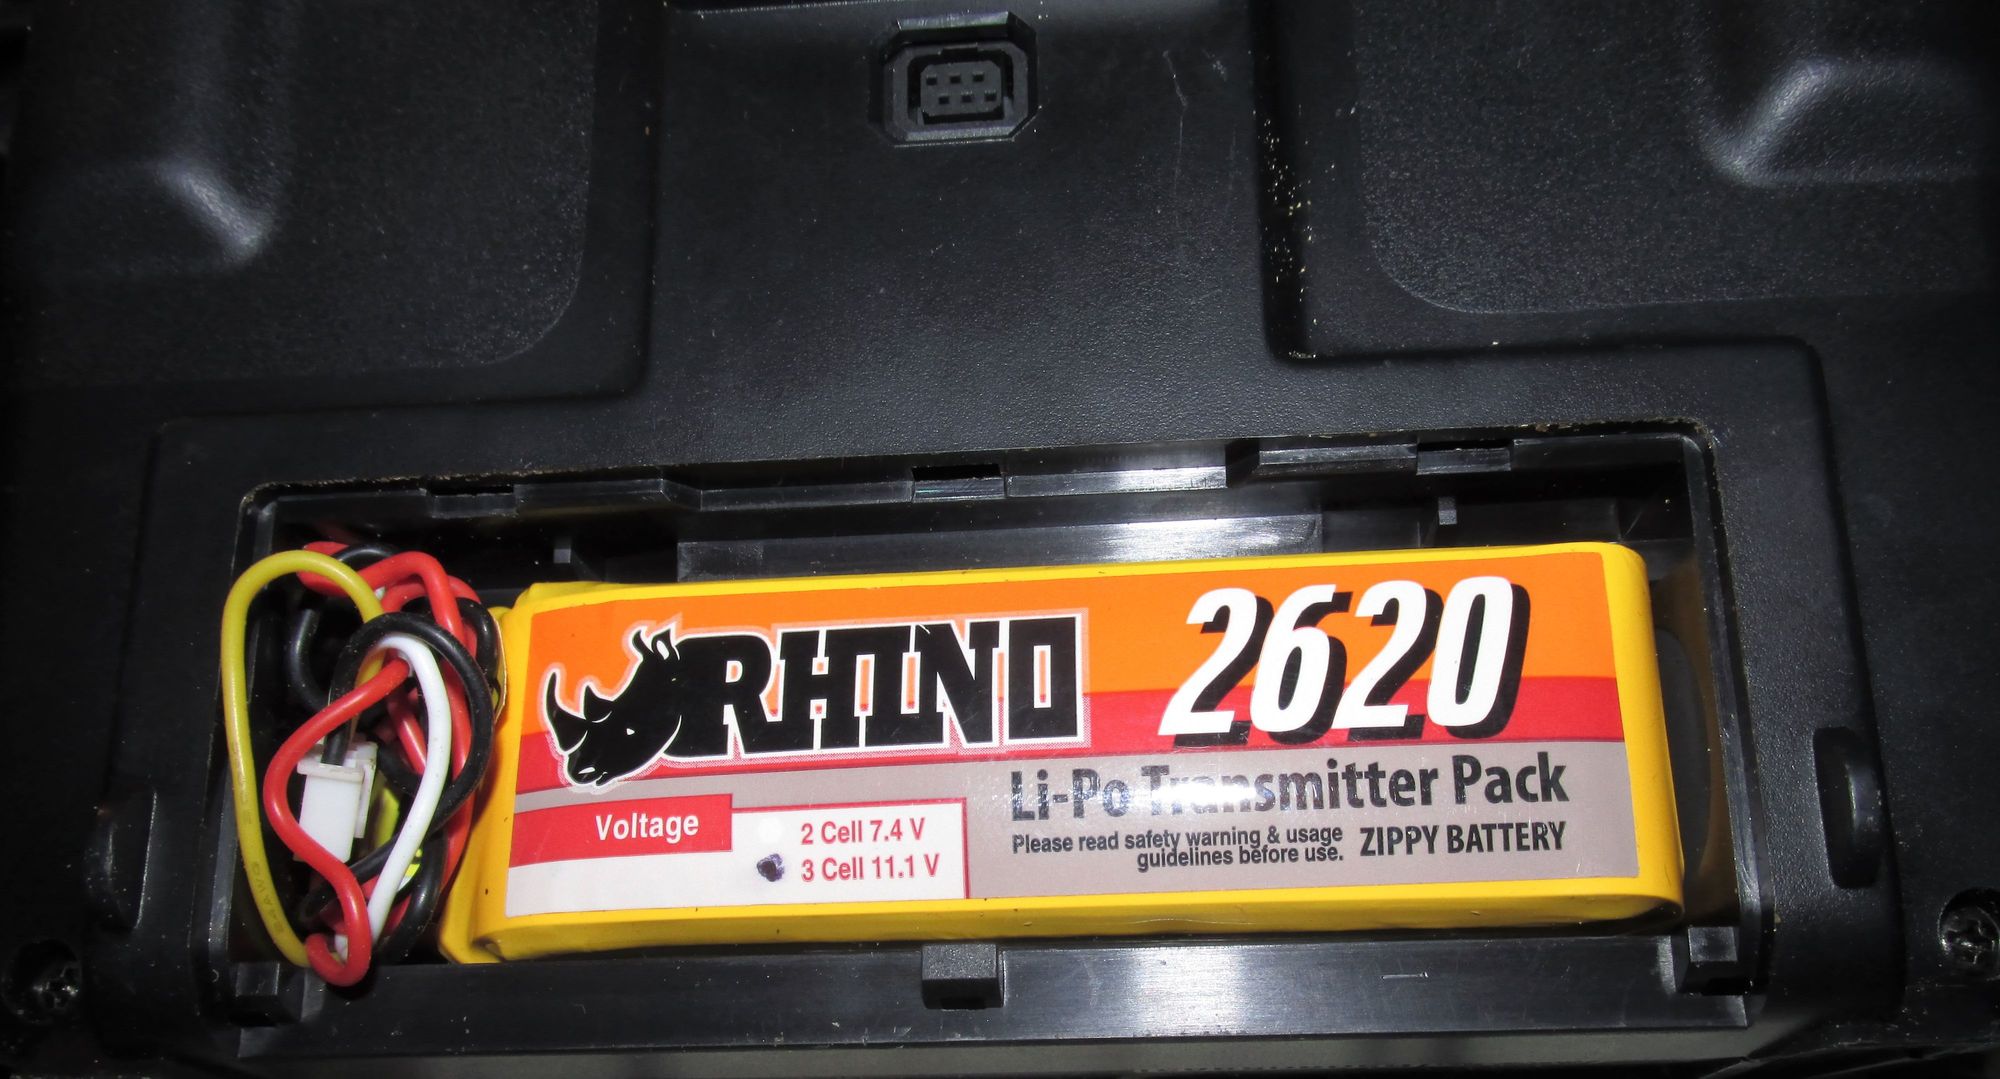 RHINO
2620
Li-Po Transmitter Pack
Please read safety warning & usage
guidelines before use.
ZIPPY BATTERY
Voltage
2 Cell 7.4 V
3 Cell 11.1 V